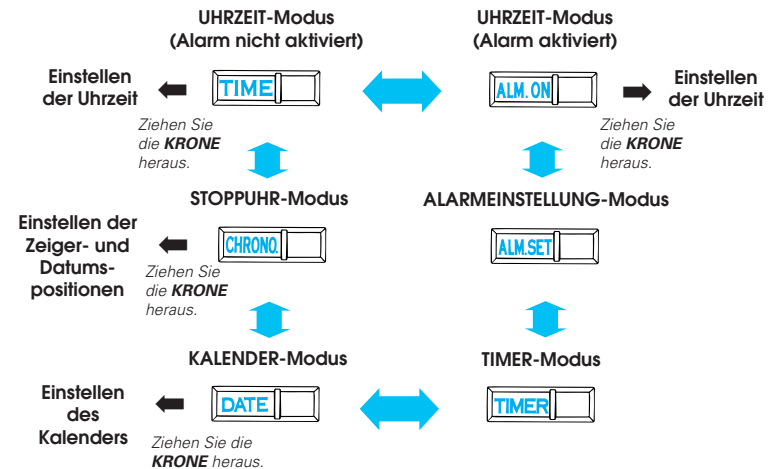 UHRZEIT-Modus
(Alarm nicht aktiviert)
UHRZEIT-Modus
(Alarm aktiviert)
Einstellen
der Uhrzeit
TIME
Ziehen Sie
die KRONE
heraus.
ALM.ON
Einstellen
der Uhrzeit
Ziehen Sie
die KRONE
heraus.
STOPPUHR-Modus
ALARMEINSTELLUNG-Modus
Einstellen der
Zeiger- und
Datums-
positionen
CHRONO.
Ziehen Sie
die KRONE
heraus.
ALM.SET
KALENDER-Modus
TIMER-Modus
Einstellen
des
Kalenders
DATE
Ziehen Sie die
KRONE heraus.
TIMER